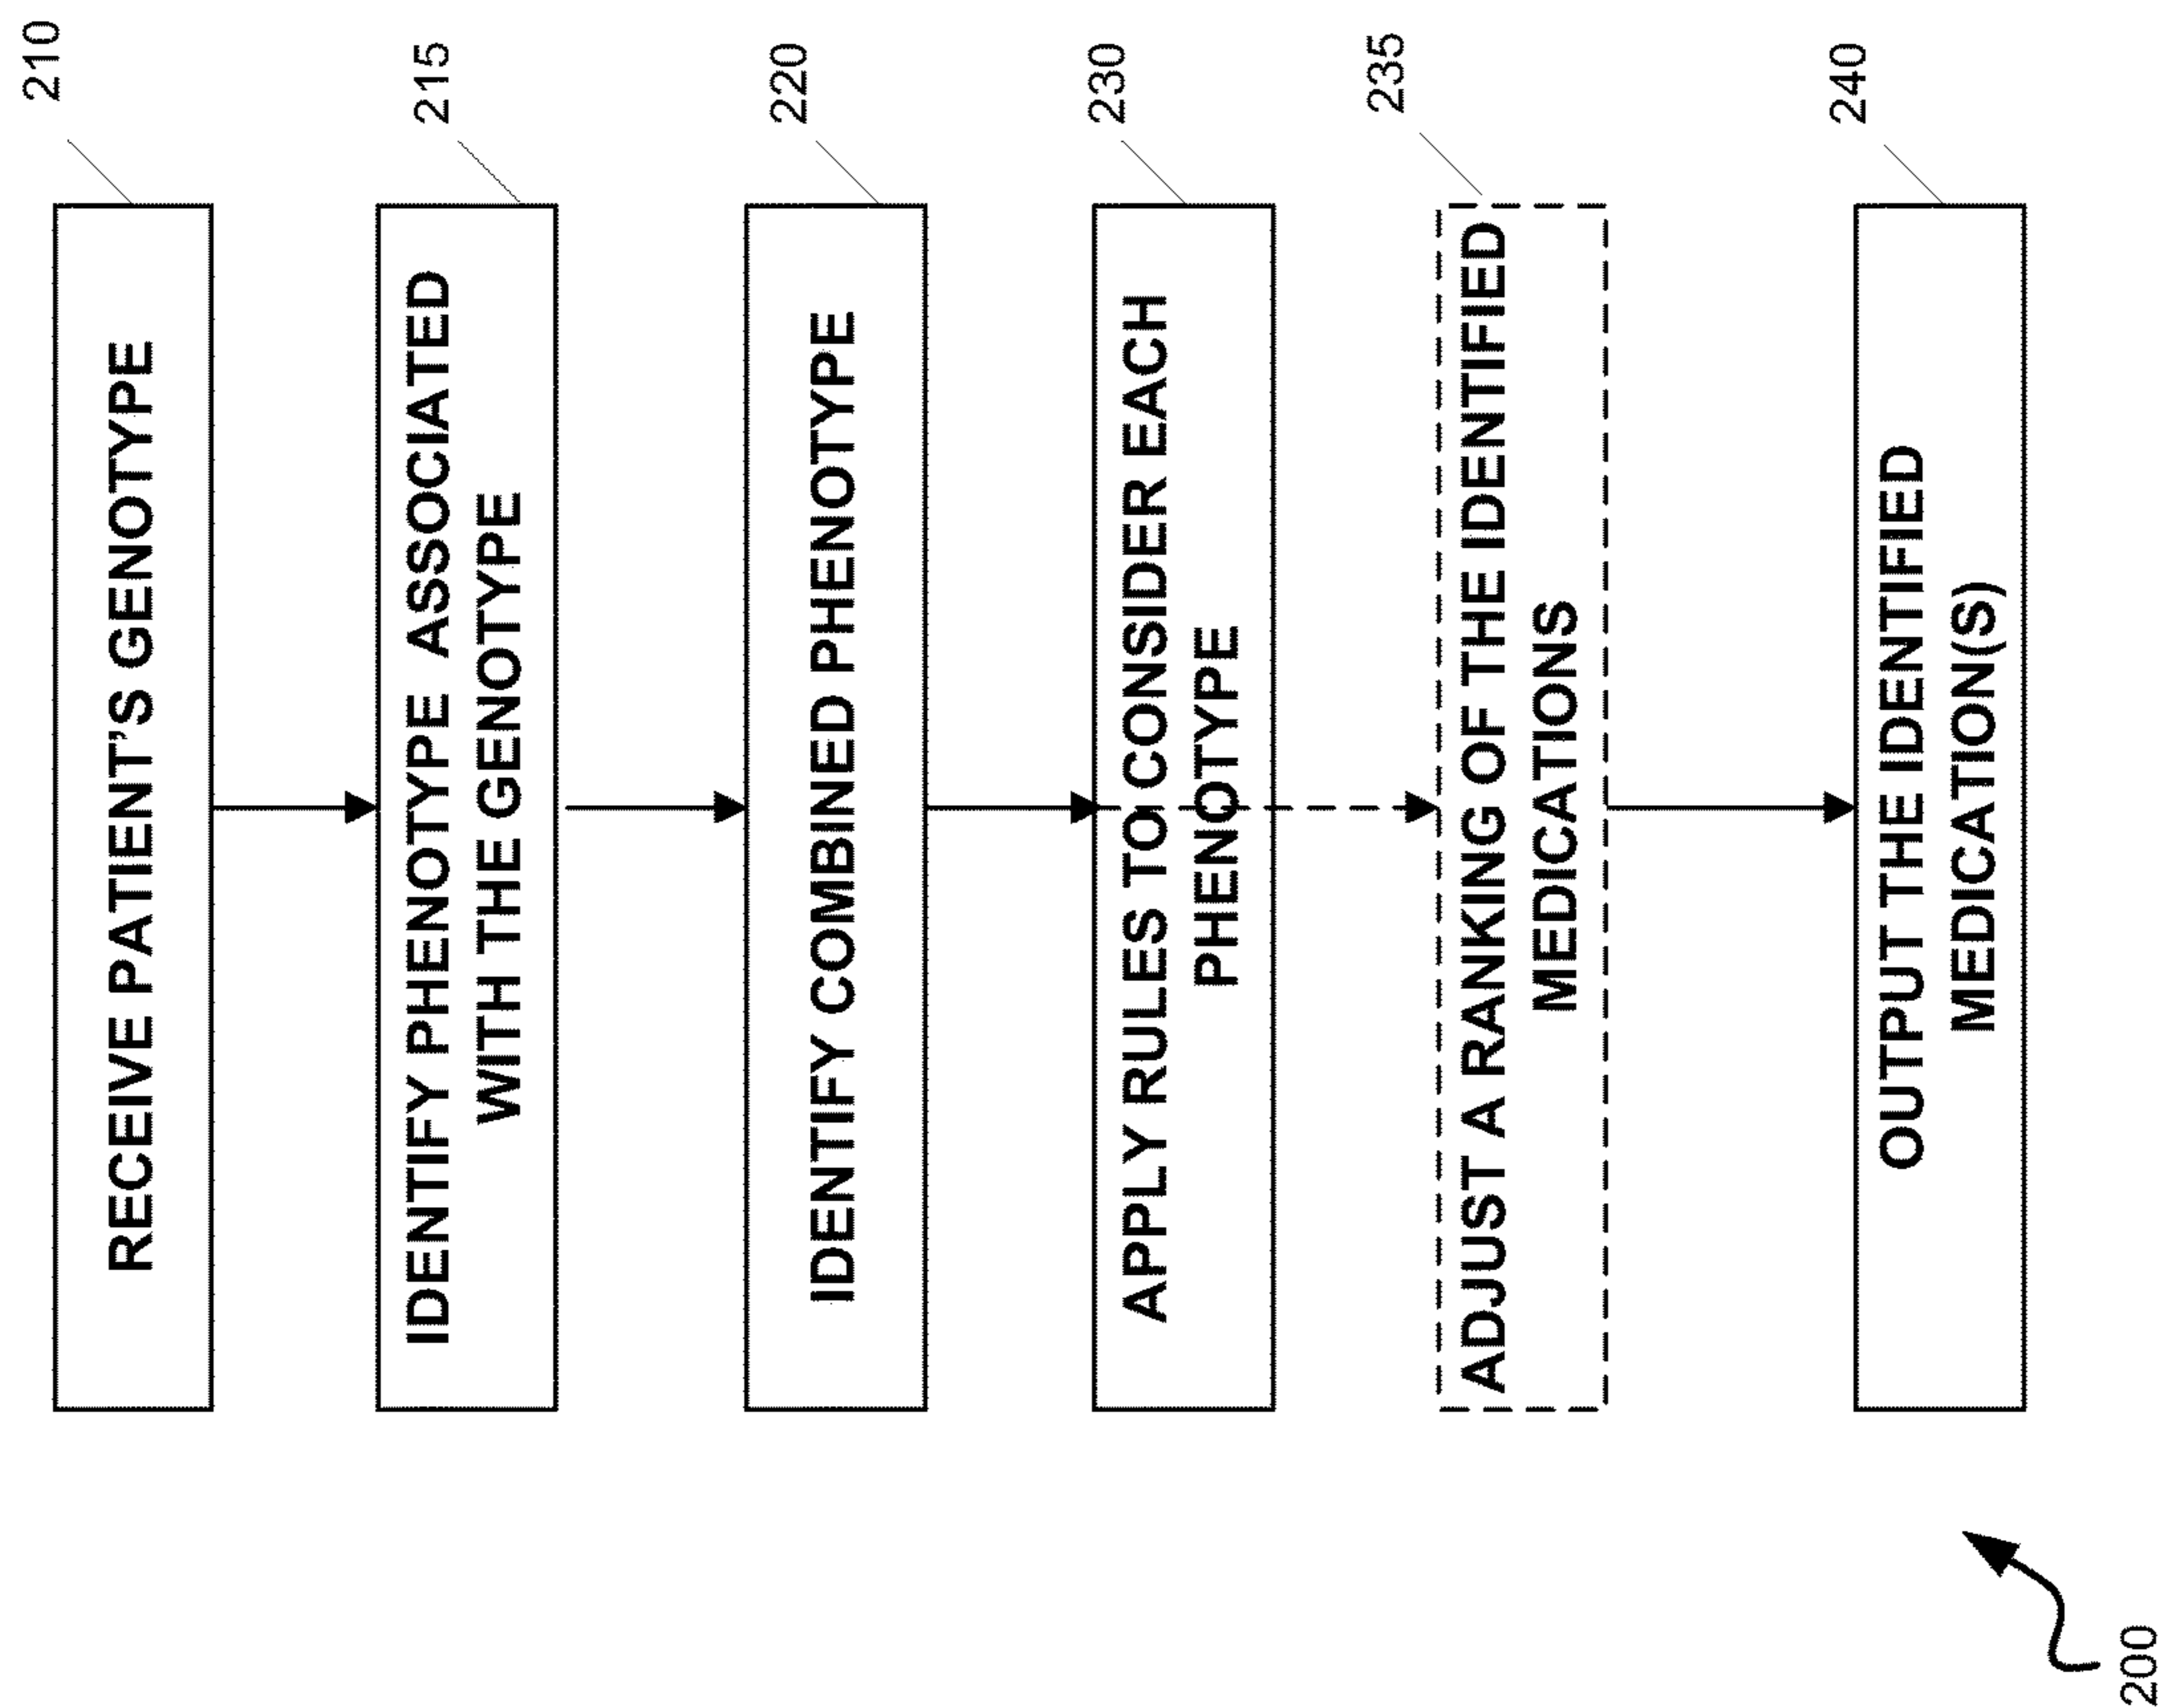 210
RECEIVE PATIENT'S GENOTYPE
215
IDENTIFY PHENOTYPE ASSOCIATED
WITH THE GENOTYPE
220
IDENTIFY COMBINED PHENOTYPE
230
APPLY RULES TO CONSIDER EACH
PHENOTYPE
235
ADJUST A RANKING OF THE IDENTIFIED
MEDICATIONS
240
OUTPUT THE IDENTIFIED
MEDICATION(S)
200